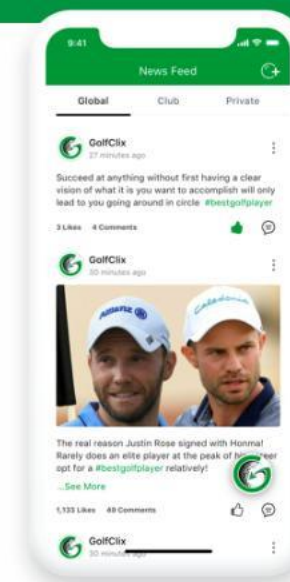 9:41
News Feed
Global Club Private
GolfClix
27 minutes ago
Succeed at anything without first having a clear
vision of what it is you want to accomplish will only
lead to you going around in circle #bestgolfplayer
3 Likes 4 Comments
GolfClix
30 minutes ago
Allianz
Caledonia
The real reason Justin Rose signed with Honma!
Rarely does an elite player at the peak of his
opt for a #bestgolfplayer relatively!
...See More
1,133 Likes 49 Comments
GolfClix
30 minutes ago